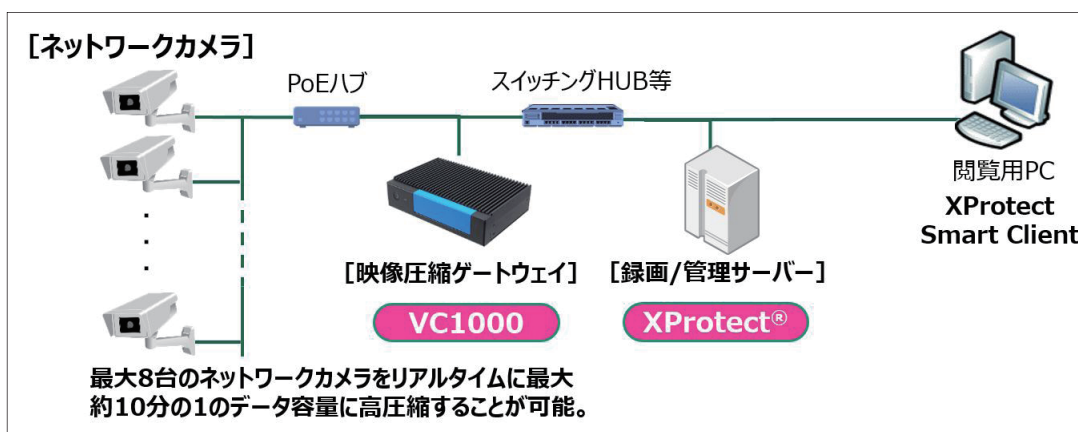 ［ネットワークカメラ］
PoEハブ
スイッチングHUB等
閲覧用PC
XProtect
Smart Client
［映像圧縮ゲートウェイ］
［録画/管理サーバー］
VC1000
XProtect®
最大8台のネットワークカメラをリアルタイムに最大
約10分の1のデータ容量に高圧縮することが可能。